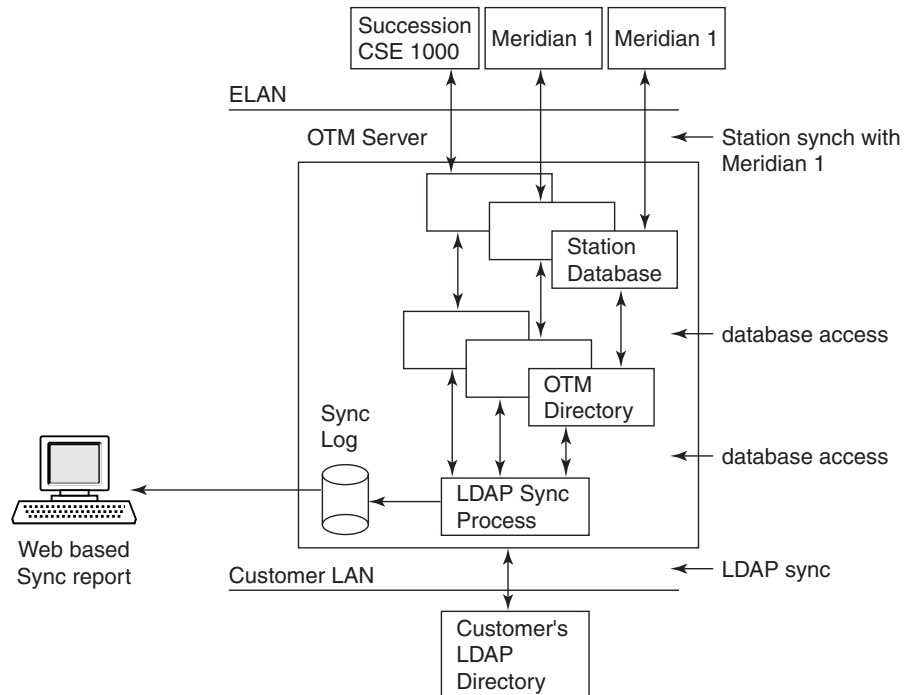 Succession
CSE 1000
Meridian 1
Meridian 1
ELAN
OTM Server
Station synch with
Meridian 1
Station
Database
database access
OTM
Directory
Sync
Log
database access
LDAP Sync
Process
Web based
Sync report
Customer LAN
LDAP sync
Customer's
LDAP
Directory